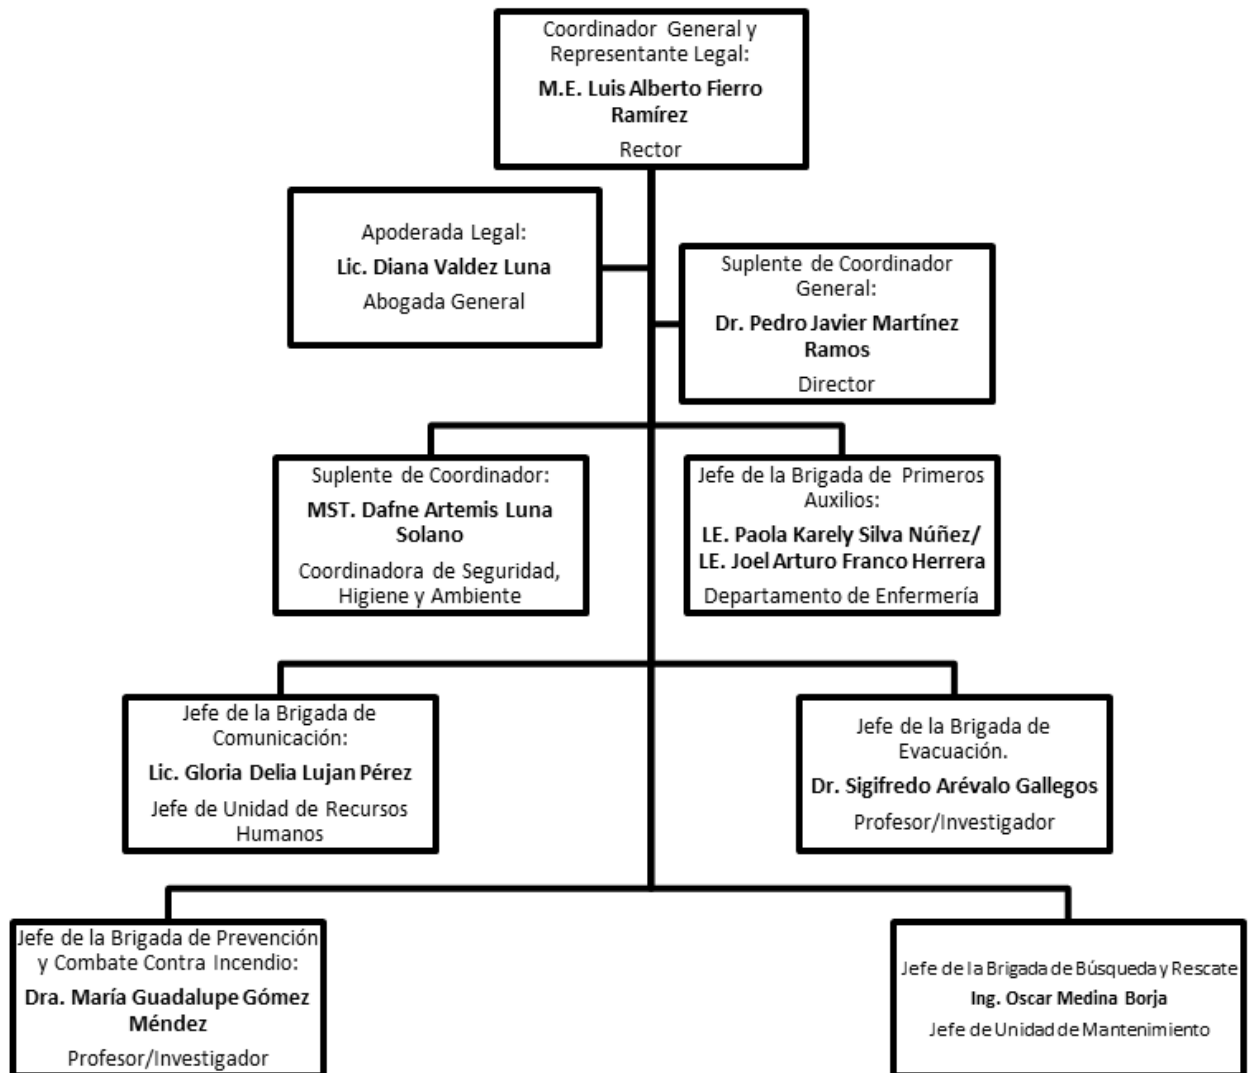 Coordinador General y
Representante Legal:
M.E. Luis Alberto Fierro
Ramírez
Rector
Apoderada Legal:
Lic. Diana Valdez Luna
Abogada General
Suplente de Coordinador
General:
Dr. Pedro Javier Martínez
Ramos
Director
Suplente de Coordinador:
MST. Dafne Artemis Luna
Solano
Coordinadora de Seguridad,
Higiene y Ambiente
Jefe de la Brigada de Primeros
Auxilios:
LE. Paola Karely Silva Núñez/
LE. Joel Arturo Franco Herrera
Departamento de Enfermería
Jefe de la Brigada de
Comunicación:
Lic. Gloria Delia Lujan Pérez
Jefe de Unidad de Recursos
Humanos
Jefe de la Brigada de
Evacuación.
Dr. Sigifredo Arévalo Gallegos
Profesor/Investigador
Jefe de la Brigada de Prevención
y Combate Contra Incendio:
Dra. María Guadalupe Gómez
Méndez
Profesor/Investigador
Jefe de la Brigada de Búsqueda y Rescate
Ing. Oscar Medina Borja
Jefe de Unidad de Mantenimiento